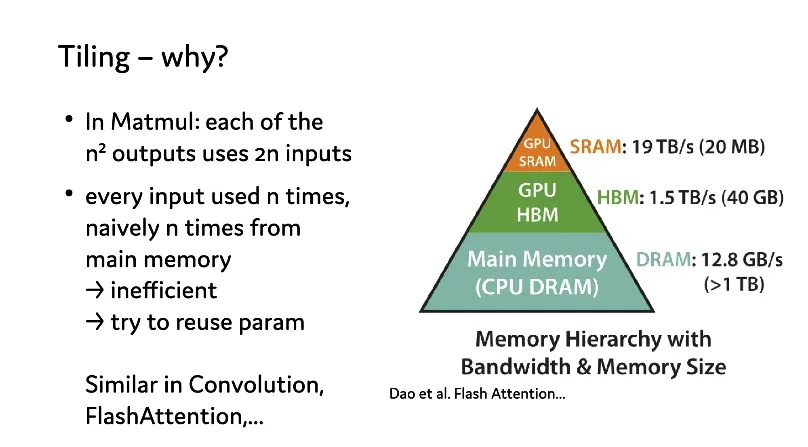 Tiling – why?
• In Matmul: each of the
n² outputs uses 2n inputs
• every input used n times,
naively n times from
main memory
→ inefficient
→ try to reuse param
Similar in Convolution,
FlashAttention,...
GPU
SRAM
SRAM: 19 TB/s (20 MB)
GPU
HBM
HBM: 1.5 TB/s (40 GB)
Main Memory
(CPU DRAM)
DRAM: 12.8 GB/s
(>1 TB)
Memory Hierarchy with
Bandwidth & Memory Size
Dao et al. Flash Attention...